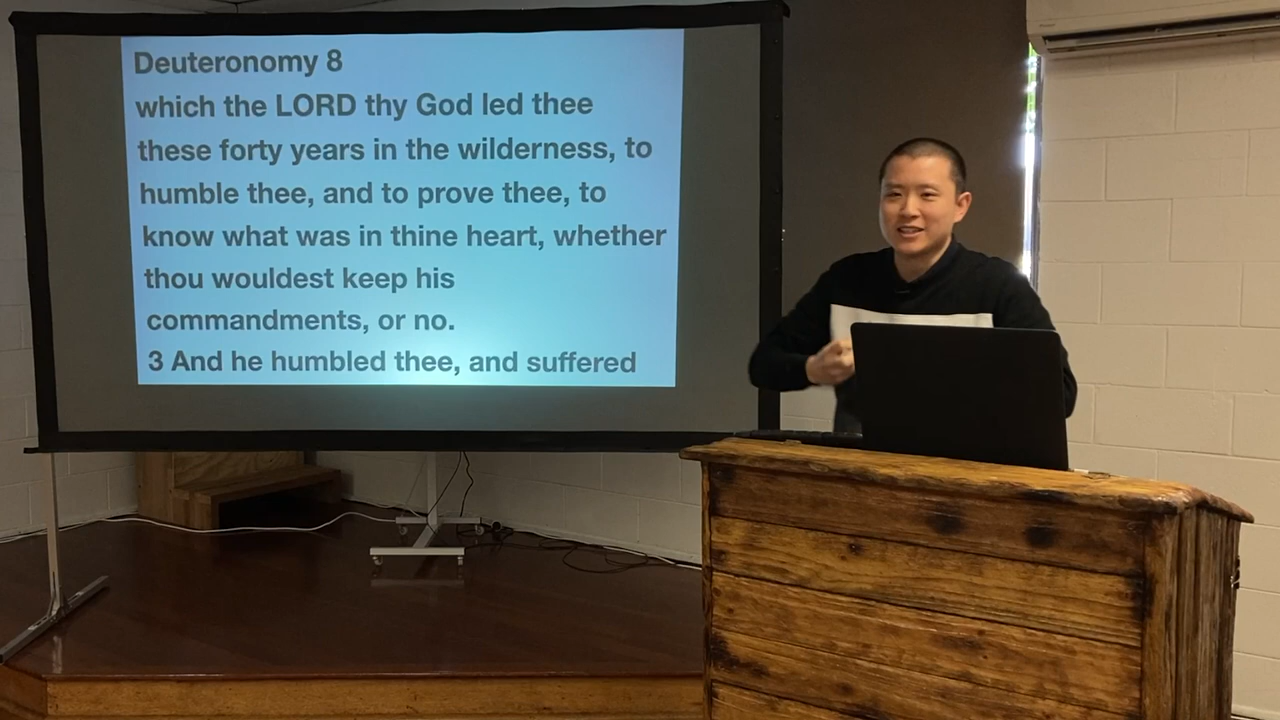 Deuteronomy 8
which the LORD thy God led thee
these forty years in the wilderness, to
humble thee, and to prove thee, to
know what was in thine heart, whether
thou wouldest keep his
commandments, or no.
3 And he humbled thee, and suffered